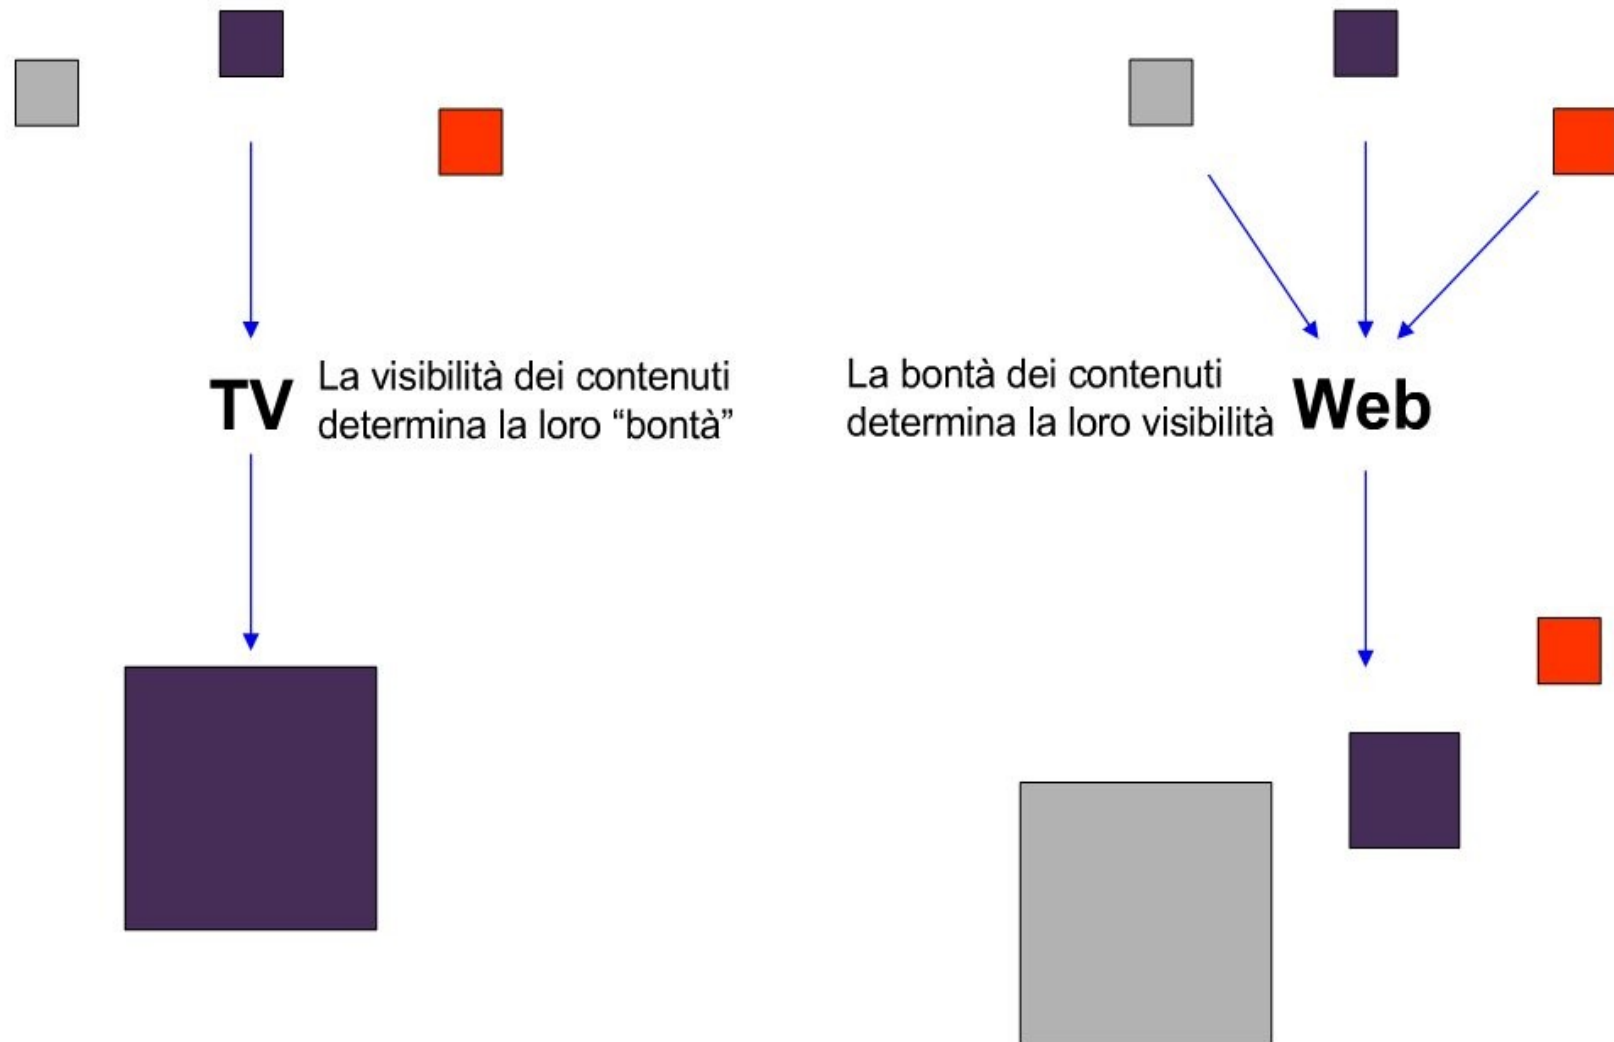 TV
La visibilità dei contenuti
determina la loro “bontà”
La bontà dei contenuti
determina la loro visibilità
Web